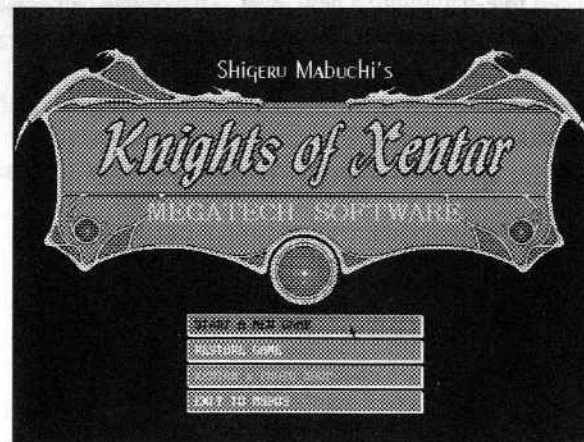 SHIGERU MABUCHI'S
Knights of Xentar
MEGATECH SOFTWARE
START A NEW GAME
RESTORE GAME
EXIT TO MSDOS